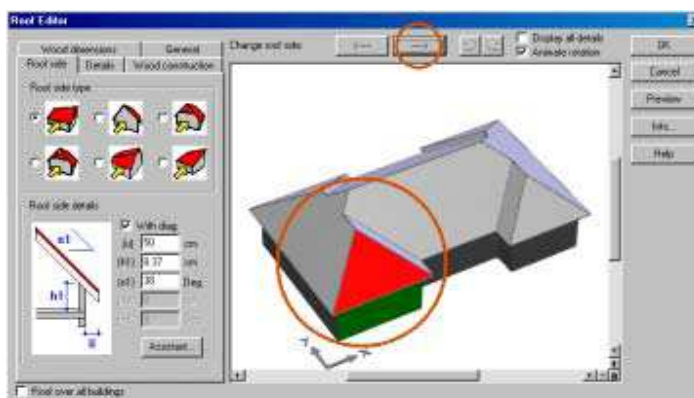 Roof Editor
Wood dimensions General
Roof side Details Wood construction
Change roof side:
Display all details
Animate rotation
OK
Cancel
Preview
Info...
Help
Roof side type
Roof side details
With diag.
50 cm
cm
Deg.
h1
Assistant...
X
Roof over all buildings